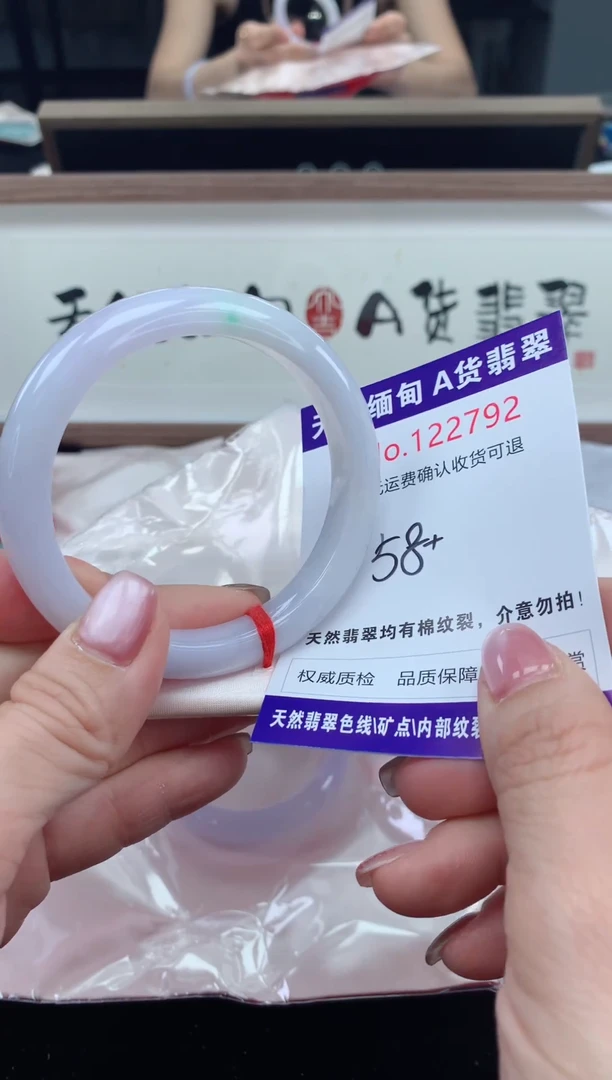 A货翡翠
缅甸 A货翡翠
o.122792
运费确认收货可退
58+
天然翡翠均有棉纹裂，介意勿拍！
权威质检 品质保障
天然翡翠色线\矿点\内部纹裂